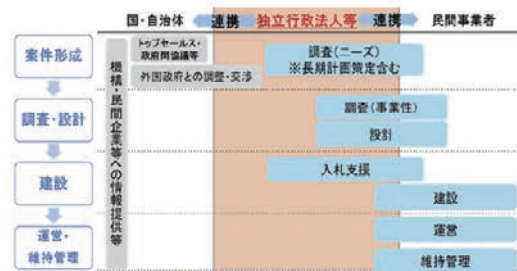 国・自治体 連携 独立行政法人等 連携 民間事業者
案件形成
調査・設計
建設
運営・
維持管理
機構・民間企業等への情報提供等
トップセールス・
政府間協議等
外国政府との調整・交渉
調査(ニーズ)
※長期計画策定含む
調査(事業性)
設計
入札支援
建設
運営
維持管理